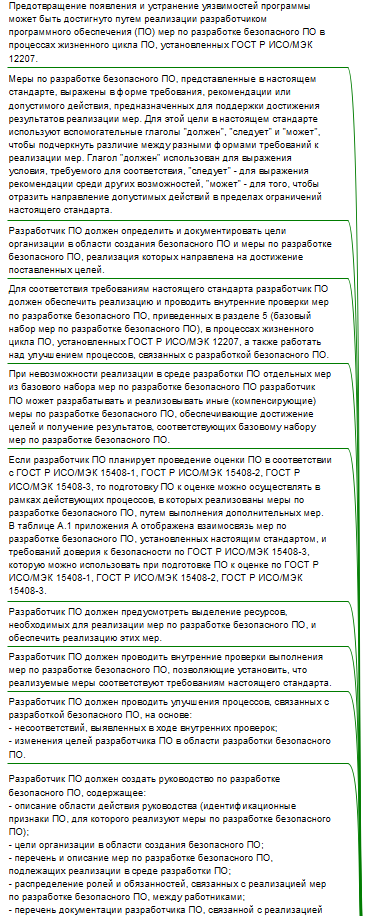 Предотвращение появления и устранение уязвимостей программы
может быть достигнуто путем реализации разработчиком
программного обеспечения (ПО) мер по разработке безопасного ПО в
процессах жизненного цикла ПО, установленных ГОСТ Р ИСО/МЭК
12207.
Меры по разработке безопасного ПО, представленные в настоящем
стандарте, выражены в форме требования, рекомендации или
допустимого действия, предназначенных для поддержки достижения
результатов реализации мер. Для этой цели в настоящем стандарте
используют вспомогательные глаголы "должен", "следует" и "может",
чтобы подчеркнуть различие между разными формами требований к
реализации мер. Глагол "должен" использован для выражения
условия, требуемого для соответствия, "следует" - для выражения
рекомендации среди других возможностей, "может" - для того, чтобы
отразить направление допустимых действий в пределах ограничений
настоящего стандарта.
Разработчик ПО должен определить и документировать цели
организации в области создания безопасного ПО и меры по разработке
безопасного ПО, реализация которых направлена на достижение
поставленных целей.
Для соответствия требованиям настоящего стандарта разработчик ПО
должен обеспечить реализацию и проводить внутренние проверки мер
по разработке безопасного ПО, приведенных в разделе 5 (базовый
набор мер по разработке безопасного ПО), в процессах жизненного
цикла ПО, установленных ГОСТ Р ИСО/МЭК 12207, а также работать
над улучшением процессов, связанных с разработкой безопасного ПО.
При невозможности реализации в среде разработки ПО отдельных мер
из базового набора мер по разработке безопасного ПО разработчик
ПО может разрабатывать и реализовывать иные (компенсирующие)
меры по разработке безопасного ПО, обеспечивающие достижение
целей и получение результатов, соответствующих базовому набору
мер по разработке безопасного ПО.
Если разработчик ПО планирует проведение оценки ПО в соответствии
с ГОСТ Р ИСО/МЭК 15408-1, ГОСТ Р ИСО/МЭК 15408-2, ГОСТ Р
ИСО/МЭК 15408-3, то подготовку ПО к оценке можно осуществлять в
рамках действующих процессов, в которых реализованы меры по
разработке безопасного ПО, путем выполнения дополнительных мер.
В таблице А.1 приложения А отображена взаимосвязь мер по
разработке безопасного ПО, установленных настоящим стандартом, и
требований доверия к безопасности по ГОСТ Р ИСО/МЭК 15408-3,
которую можно использовать при подготовке ПО к оценке по ГОСТ Р
ИСО/МЭК 15408-1, ГОСТ Р ИСО/МЭК 15408-2, ГОСТ Р ИСО/МЭК
15408-3.
Разработчик ПО должен предусмотреть выделение ресурсов,
необходимых для реализации мер по разработке безопасного ПО, и
обеспечить реализацию этих мер.
Разработчик ПО должен проводить внутренние проверки выполнения
мер по разработке безопасного ПО, позволяющие установить, что
реализуемые меры соответствуют требованиям настоящего стандарта.
Разработчик ПО должен проводить улучшения процессов, связанных с
разработкой безопасного ПО, на основе:
- несоответствий, выявленных в ходе внутренних проверок;
- изменения целей разработчика ПО в области разработки безопасного
ПО.
Разработчик ПО должен создать руководство по разработке
безопасного ПО, содержащее:
- описание области действия руководства (идентификационные
признаки ПО, для которого реализуют меры по разработке безопасного
ПО);
- цели организации в области создания безопасного ПО;
- перечень и описание мер по разработке безопасного ПО,
подлежащих реализации в среде разработки ПО;
- распределение ролей и обязанностей, связанных с реализацией мер
по разработке безопасного ПО, между работниками;
- перечень документации разработчика ПО, связанной с реализацией